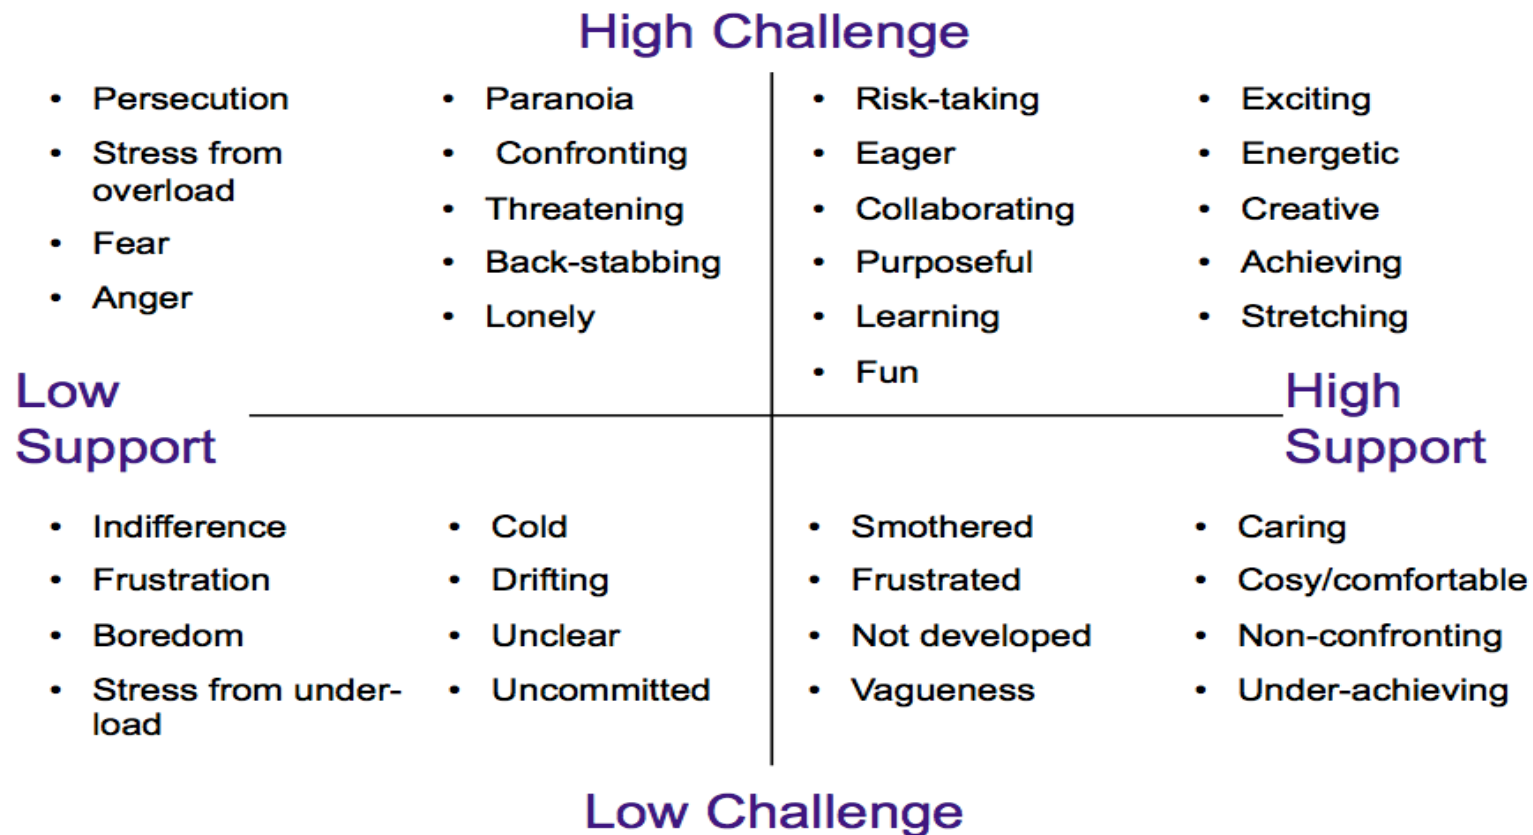 High Challenge
• Persecution
• Stress from
overload
• Fear
• Anger
• Paranoia
• Confronting
• Threatening
• Back-stabbing
• Lonely
• Risk-taking
• Eager
• Collaborating
• Purposeful
• Learning
• Fun
• Exciting
• Energetic
• Creative
• Achieving
• Stretching
Low
Support
High
Support
• Indifference
• Frustration
• Boredom
• Stress from under-
load
• Cold
• Drifting
• Unclear
• Uncommitted
• Smothered
• Frustrated
• Not developed
• Vagueness
• Caring
• Cosy/comfortable
• Non-confronting
• Under-achieving
Low Challenge